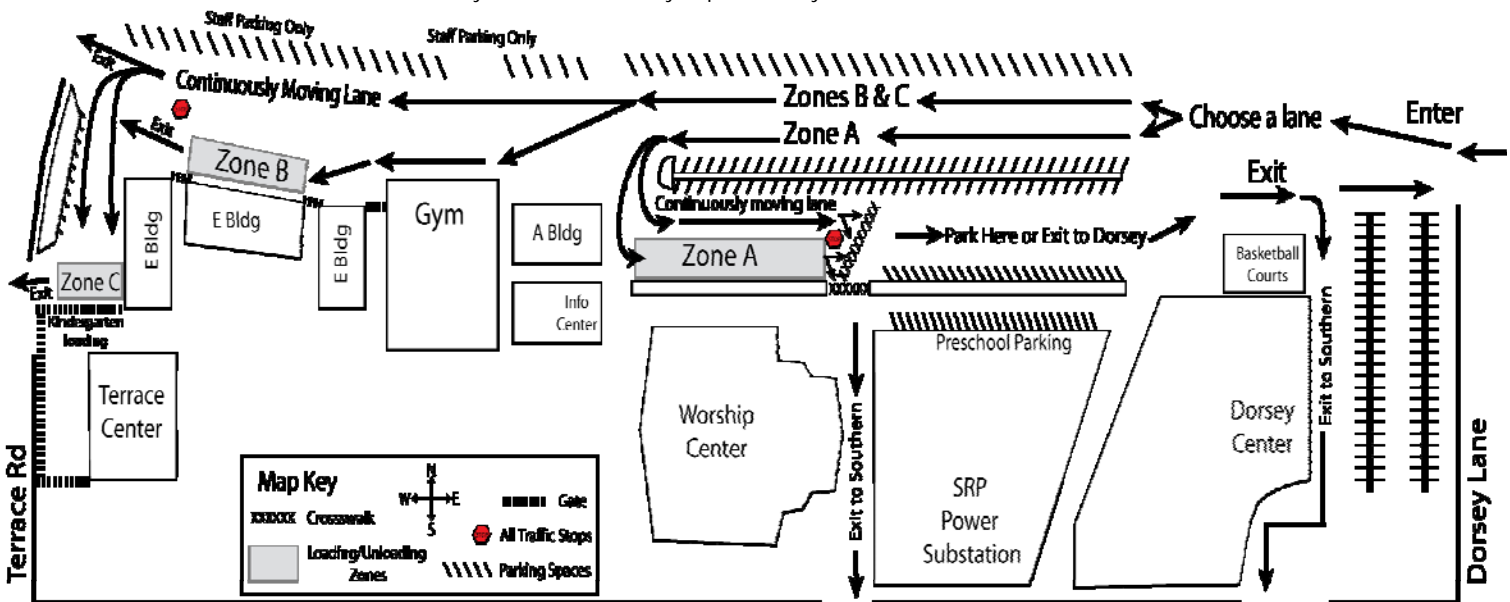 Staff Parking Only
Staff Parking Only
Exit
Continuously Moving Lane
Zones B & C
Zone A
Choose a lane
Enter
Exit
Zone B
Exit
Continuously moving lane
E Bldg
E Bldg
E Bldg
Gym
A Bldg
Info
Center
Zone A
Park Here or Exit to Dorsey
Basketball
Courts
Zone C
Exit
Kindergarten
loading
Terrace
Center
Worship
Center
Exit to Southern
Preschool Parking
SRP
Power
Substation
Dorsey
Center
Exit to Southern
Terrace Rd
Dorsey Lane
Map Key
N
W
E
S
xxxxxx Crosswalk
Gate
All Traffic Stops
Loading/Unloading
Zones
Parking Spaces